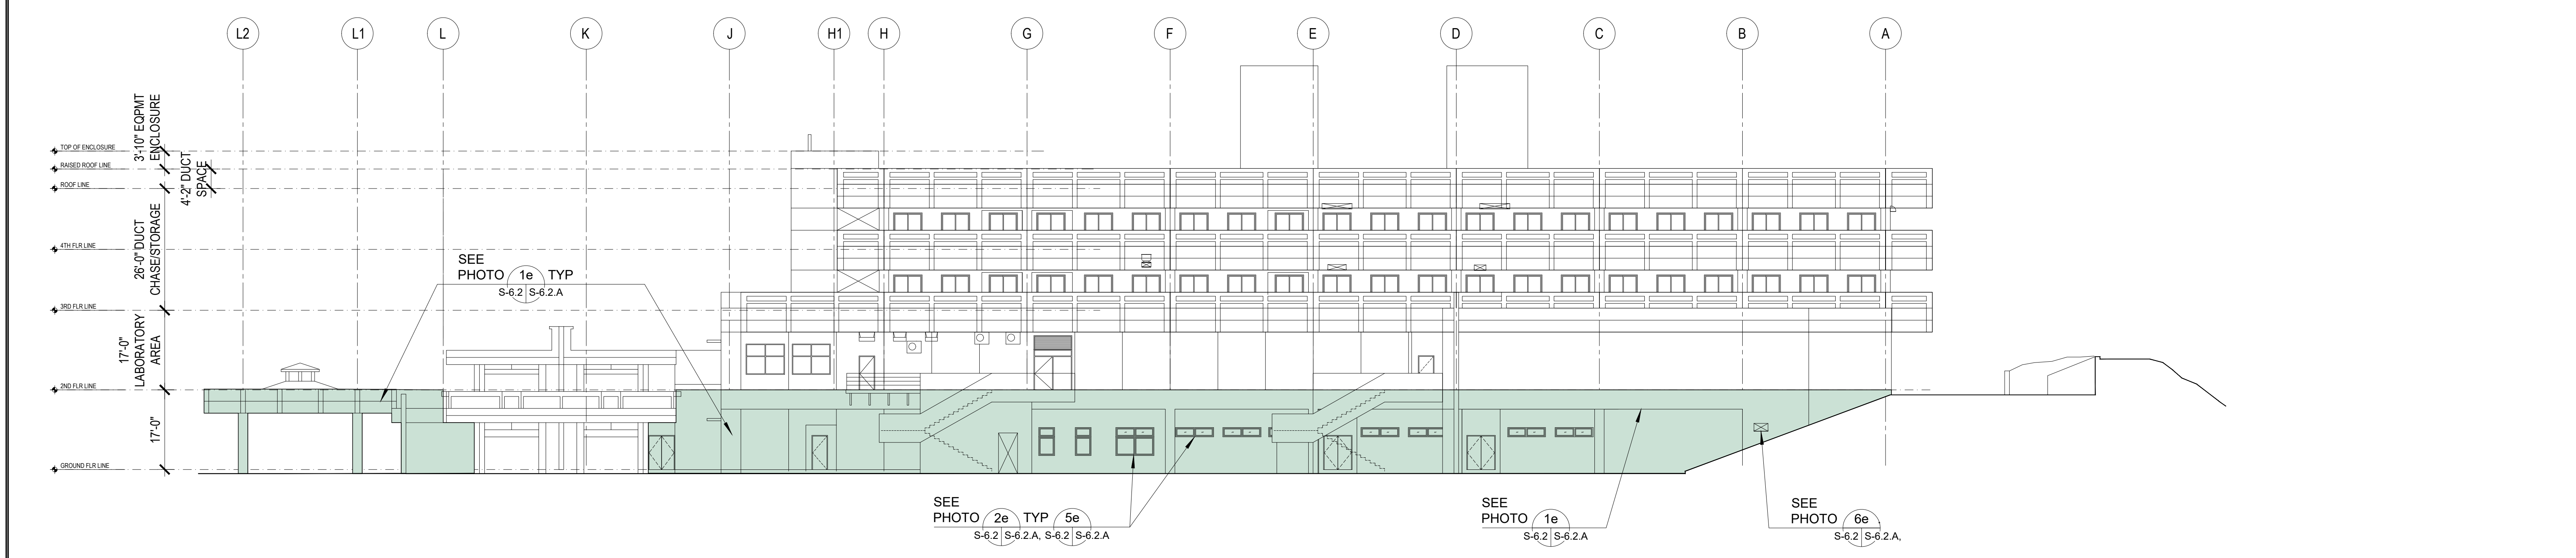 L2 L1 L K J H1 H G F E D C B A
3'-10" EQPMT
ENCLOSURE
TOP OF ENCLOSURE
RAISED ROOF LINE
4'-2" DUCT
SPACE
ROOF LINE
26'-0" DUCT
CHASE/STORAGE
4TH FLR LINE
SEE
PHOTO 1e TYP
S-6.2 S-6.2.A
3RD FLR LINE
17'-0"
LABORATORY
AREA
2ND FLR LINE
17'-0"
GROUND FLR LINE
SEE
PHOTO 2e TYP 5e
S-6.2 S-6.2.A, S-6.2 S-6.2.A
SEE
PHOTO 1e
S-6.2 S-6.2.A
SEE
PHOTO 6e
S-6.2 S-6.2.A,